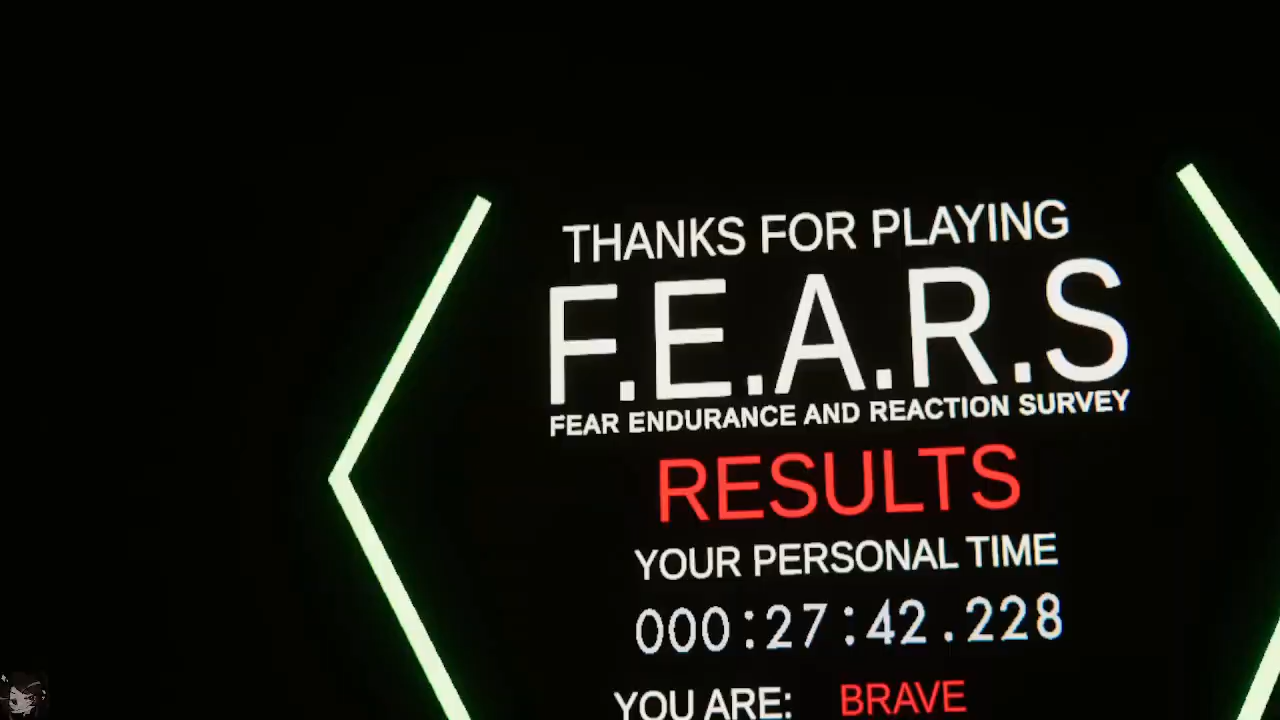 THANKS FOR PLAYING
F.E.A.R.S
FEAR ENDURANCE AND REACTION SURVEY
RESULTS
YOUR PERSONAL TIME
000:27:42.228
YOU ARE: BRAVE